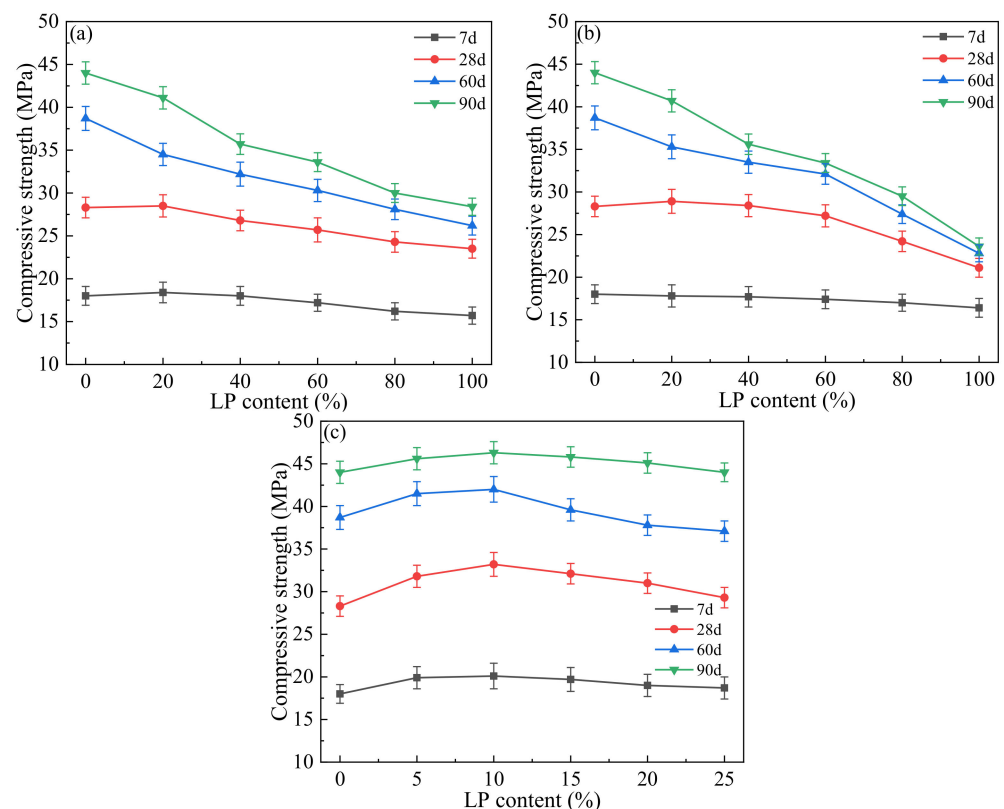 (a)
7d
28d
60d
90d
50
45
40
35
30
25
20
15
10
Compressive strength (MPa)
0 20 40 60 80 100
LP content (%)
(b)
7d
28d
60d
90d
50
45
40
35
30
25
20
15
10
Compressive strength (MPa)
0 20 40 60 80 100
LP content (%)
(c)
7d
28d
60d
90d
50
45
40
35
30
25
20
15
10
Compressive strength (MPa)
0 5 10 15 20 25
LP content (%)